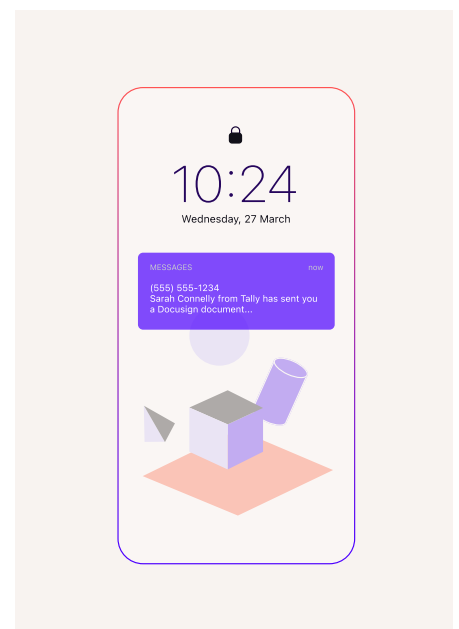 10:24
Wednesday, 27 March
MESSAGES now
(555) 555-1234
Sarah Connelly from Tally has sent you
a Docusign document...